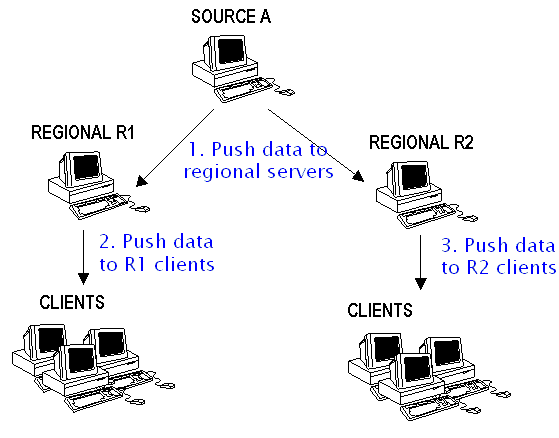 SOURCE A
REGIONAL R1
1. Push data to
regional servers
REGIONAL R2
2. Push data
to R1 clients
3. Push data
to R2 clients
CLIENTS
CLIENTS